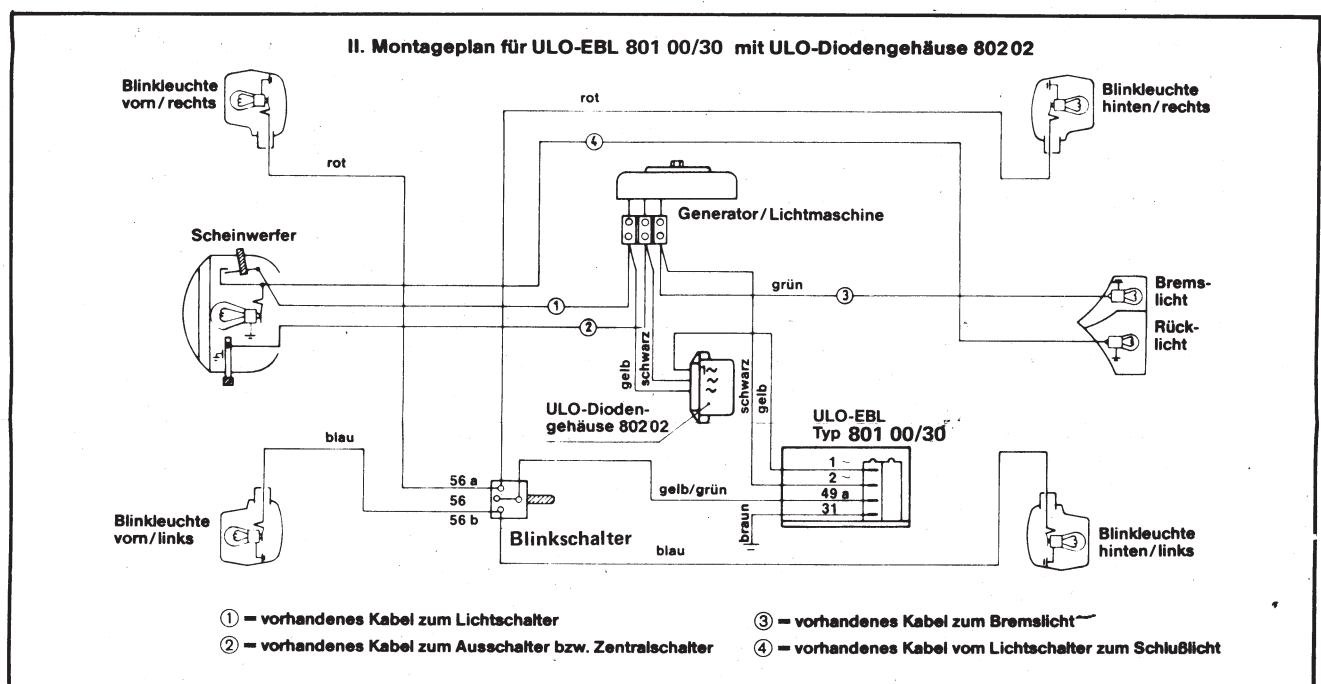 II. Montageplan für ULO-EBL 801 00/30 mit ULO-Diodengehäuse 802 02
Blinkleuchte
vorn/rechts
rot
Blinkleuchte
hinten/rechts
rot
4
Generator/Lichtmaschine
Scheinwerfer
grün
3
Brems-
licht
1
2
Rück-
licht
gelb
schwarz
1 ~
~
~
schwarz
gelb
ULO-Dioden-
gehäuse 802 02
ULO-EBL
Typ 801 00/30
blau
1 ~
2 ~
49 a
31
56 a
56
56 b
gelb/grün
braun
Blinkleuchte
vorn/links
Blinkschalter
blau
Blinkleuchte
hinten/links
1 = vorhandenes Kabel zum Lichtschalter
2 = vorhandenes Kabel zum Ausschalter bzw. Zentralschalter
3 = vorhandenes Kabel zum Bremslicht
4 = vorhandenes Kabel vom Lichtschalter zum Schlußlicht